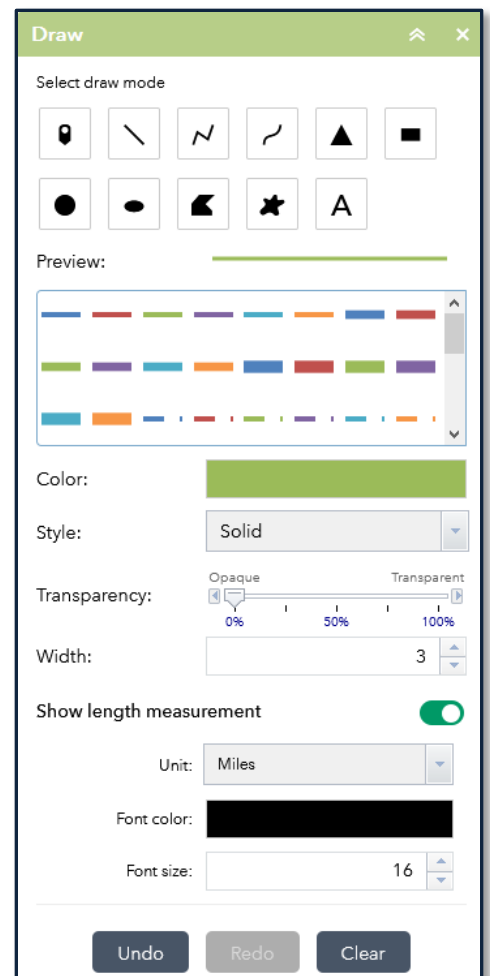 Draw
Select draw mode
A
Preview:
Color:
Style: Solid
Opaque Transparent
Transparency:
0% 50% 100%
Width: 3
Show length measurement
Unit: Miles
Font color:
Font size: 16
Undo Redo Clear